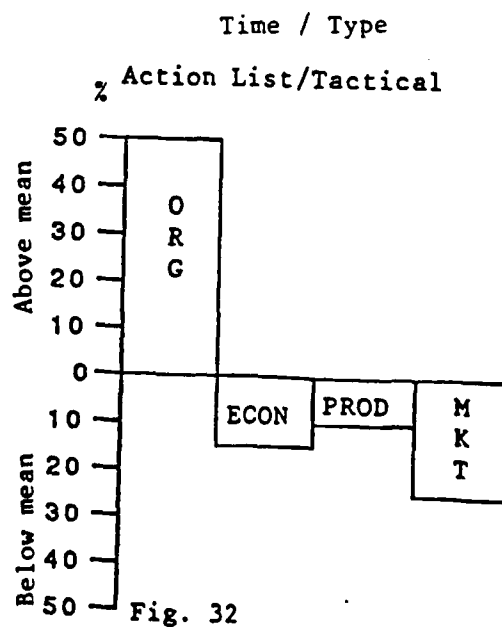 Time / Type
% Action List/Tactical
Above mean
50
40
30
20
10
0
10
20
30
40
50
Below mean
O
R
G
ECON
PROD
M
K
T
Fig. 32